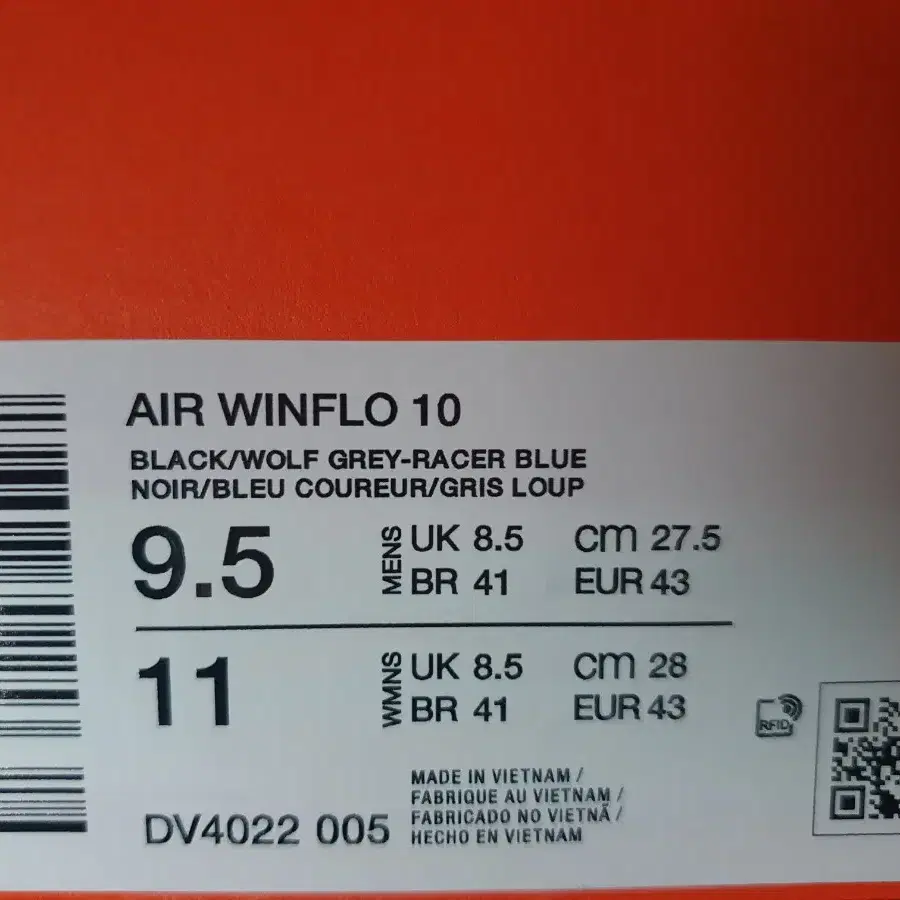 AIR WINFLO 10
BLACK/WOLF GREY-RACER BLUE
NOIR/BLEU COUREUR/GRIS LOUP
9.5 MENS UK 8.5 CM 27.5
BR 41 EUR 43
11 WMNS UK 8.5 CM 28
BR 41 EUR 43
RFID
MADE IN VIETNAM /
FABRIQUE AU VIETNAM /
FABRICADO NO VIETNÃ /
HECHO EN VIETNAM
DV4022 005